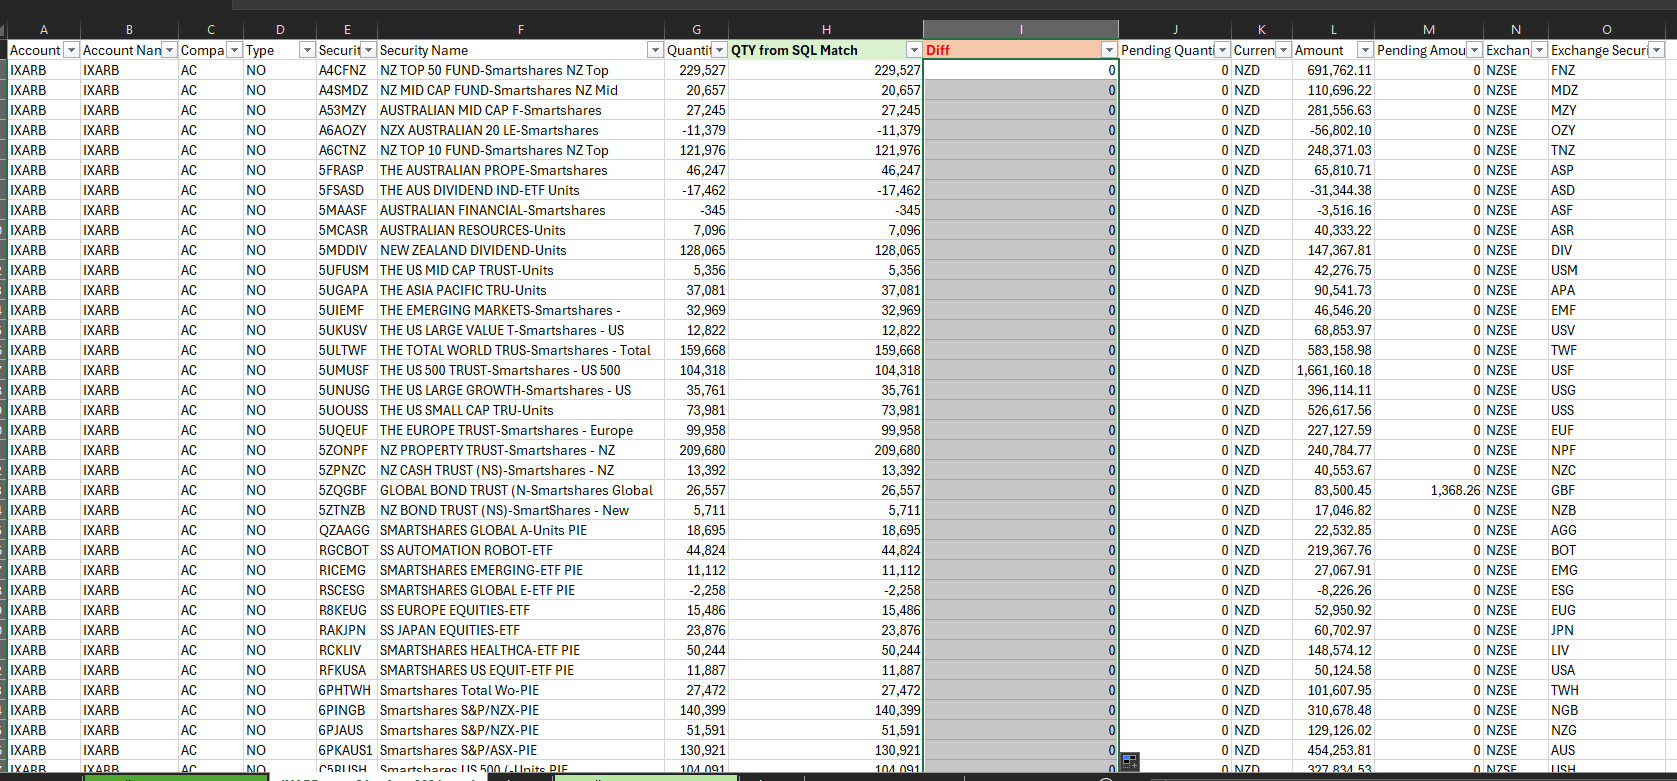 A B C D E F G H I J K L M N O
Account Account Nan Compa Type Securit Security Name Quantit QTY from SQL Match Diff Pending Quanti Curren Amount Pending Amou Exchan Exchange Securi
IXARB IXARB AC NO A4CFNZ NZ TOP 50 FUND-Smartshares NZ Top 229,527 229,527 0 0 NZD 691,762.11 0 NZSE FNZ
IXARB IXARB AC NO A4SMDZ NZ MID CAP FUND-Smartshares NZ Mid 20,657 20,657 0 0 NZD 110,696.22 0 NZSE MDZ
IXARB IXARB AC NO A53MZY AUSTRALIAN MID CAP F-Smartshares 27,245 27,245 0 0 NZD 281,556.63 0 NZSE MZY
IXARB IXARB AC NO A6AOZY NZX AUSTRALIAN 20 LE-Smartshares -11,379 -11,379 0 0 NZD -56,802.10 0 NZSE OZY
IXARB IXARB AC NO A6CTNZ NZ TOP 10 FUND-Smartshares NZ Top 121,976 121,976 0 0 NZD 248,371.03 0 NZSE TNZ
IXARB IXARB AC NO 5FRASP THE AUSTRALIAN PROPE-Smartshares 46,247 46,247 0 0 NZD 65,810.71 0 NZSE ASP
IXARB IXARB AC NO 5FSASD THE AUS DIVIDEND IND-ETF Units -17,462 -17,462 0 0 NZD -31,344.38 0 NZSE ASD
IXARB IXARB AC NO 5MAASF AUSTRALIAN FINANCIAL-Smartshares -345 -345 0 0 NZD -3,516.16 0 NZSE ASF
IXARB IXARB AC NO 5MCASR AUSTRALIAN RESOURCES-Units 7,096 7,096 0 0 NZD 40,333.22 0 NZSE ASR
IXARB IXARB AC NO 5MDDIV NEW ZEALAND DIVIDEND-Units 128,065 128,065 0 0 NZD 147,367.81 0 NZSE DIV
IXARB IXARB AC NO 5UFUSM THE US MID CAP TRUST-Units 5,356 5,356 0 0 NZD 42,276.75 0 NZSE USM
IXARB IXARB AC NO 5UGAPA THE ASIA PACIFIC TRU-Units 37,081 37,081 0 0 NZD 90,541.73 0 NZSE APA
IXARB IXARB AC NO 5UIEMF THE EMERGING MARKETS-Smartshares - 32,969 32,969 0 0 NZD 46,546.20 0 NZSE EMF
IXARB IXARB AC NO 5UKUSV THE US LARGE VALUE T-Smartshares - US 12,822 12,822 0 0 NZD 68,853.97 0 NZSE USV
IXARB IXARB AC NO 5ULTWF THE TOTAL WORLD TRUS-Smartshares - Total 159,668 159,668 0 0 NZD 583,158.98 0 NZSE TWF
IXARB IXARB AC NO 5UMUSF THE US 500 TRUST-Smartshares - US 500 104,318 104,318 0 0 NZD 1,661,160.18 0 NZSE USF
IXARB IXARB AC NO 5UNUSG THE US LARGE GROWTH-Smartshares - US 35,761 35,761 0 0 NZD 396,114.11 0 NZSE USG
IXARB IXARB AC NO 5UOUSS THE US SMALL CAP TRU-Units 73,981 73,981 0 0 NZD 526,617.56 0 NZSE USS
IXARB IXARB AC NO 5UQEUF THE EUROPE TRUST-Smartshares - Europe 99,958 99,958 0 0 NZD 227,127.59 0 NZSE EUF
IXARB IXARB AC NO 5ZONPF NZ PROPERTY TRUST-Smartshares - NZ 209,680 209,680 0 0 NZD 240,784.77 0 NZSE NPF
IXARB IXARB AC NO 5ZPNZC NZ CASH TRUST (NS)-Smartshares - NZ 13,392 13,392 0 0 NZD 40,553.67 0 NZSE NZC
IXARB IXARB AC NO 5ZQGBF GLOBAL BOND TRUST (N-Smartshares Global 26,557 26,557 0 0 NZD 83,500.45 1,368.26 NZSE GBF
IXARB IXARB AC NO 5ZTNZB NZ BOND TRUST (NS)-SmartShares - New 5,711 5,711 0 0 NZD 17,046.82 0 NZSE NZB
IXARB IXARB AC NO QZAAGG SMARTSHARES GLOBAL A-Units PIE 18,695 18,695 0 0 NZD 22,532.85 0 NZSE AGG
IXARB IXARB AC NO RGCBOT SS AUTOMATION ROBOT-ETF 44,824 44,824 0 0 NZD 219,367.76 0 NZSE BOT
IXARB IXARB AC NO RICEMG SMARTSHARES EMERGING-ETF PIE 11,112 11,112 0 0 NZD 27,067.91 0 NZSE EMG
IXARB IXARB AC NO RSCESG SMARTSHARES GLOBAL E-ETF PIE -2,258 -2,258 0 0 NZD -8,226.26 0 NZSE ESG
IXARB IXARB AC NO R8KEUG SS EUROPE EQUITIES-ETF 15,486 15,486 0 0 NZD 52,950.92 0 NZSE EUG
IXARB IXARB AC NO RAKJPN SS JAPAN EQUITIES-ETF 23,876 23,876 0 0 NZD 60,702.97 0 NZSE JPN
IXARB IXARB AC NO RCKLIV SMARTSHARES HEALTHCA-ETF PIE 50,244 50,244 0 0 NZD 148,574.12 0 NZSE LIV
IXARB IXARB AC NO RFKUSA SMARTSHARES US EQUIT-ETF PIE 11,887 11,887 0 0 NZD 50,124.58 0 NZSE USA
IXARB IXARB AC NO 6PHTWH Smartshares Total Wo-PIE 27,472 27,472 0 0 NZD 101,607.95 0 NZSE TWH
IXARB IXARB AC NO 6PINGB Smartshares S&P/NZX-PIE 140,399 140,399 0 0 NZD 310,678.48 0 NZSE NGB
IXARB IXARB AC NO 6PJAUS Smartshares S&P/NZX-PIE 51,591 51,591 0 0 NZD 129,126.02 0 NZSE NZG
IXARB IXARB AC NO 6PKAUS1 Smartshares S&P/ASX-PIE 130,921 130,921 0 0 NZD 454,253.81 0 NZSE AUS
IXARB IXARB AC NO C5RUSH Smartshares US 500 (-Units PIE 104,091 104,091 0 0 NZD 327,834.53 0 NZSE USH